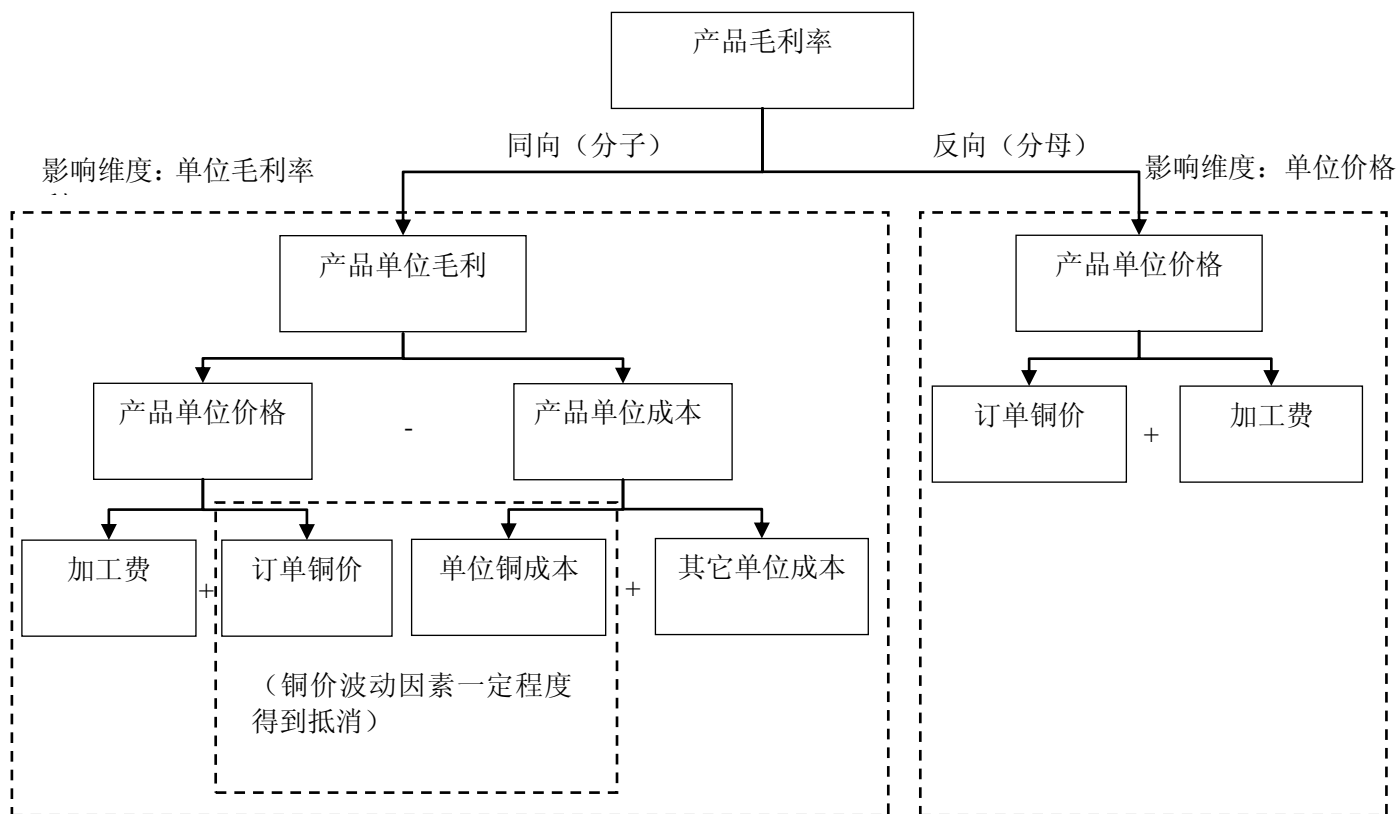 产品毛利率
同向（分子）
反向（分母）
影响维度：单位毛利率
影响维度：单位价格
产品单位毛利
产品单位价格
产品单位价格
-
产品单位成本
订单铜价
+
加工费
加工费
+
订单铜价
单位铜成本
+
其它单位成本
（铜价波动因素一定程度
得到抵消）